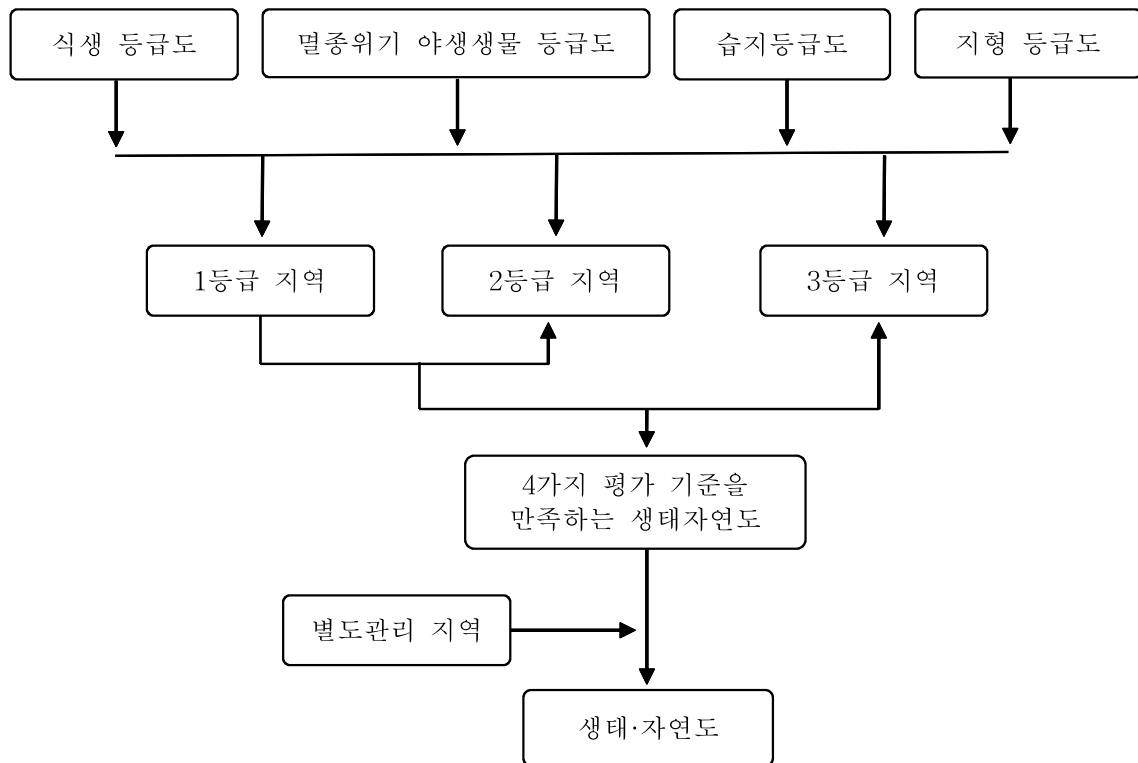 식생 등급도
멸종위기 야생생물 등급도
습지등급도
지형 등급도
1등급 지역
2등급 지역
3등급 지역
4가지 평가 기준을
만족하는 생태자연도
별도관리 지역
생태·자연도